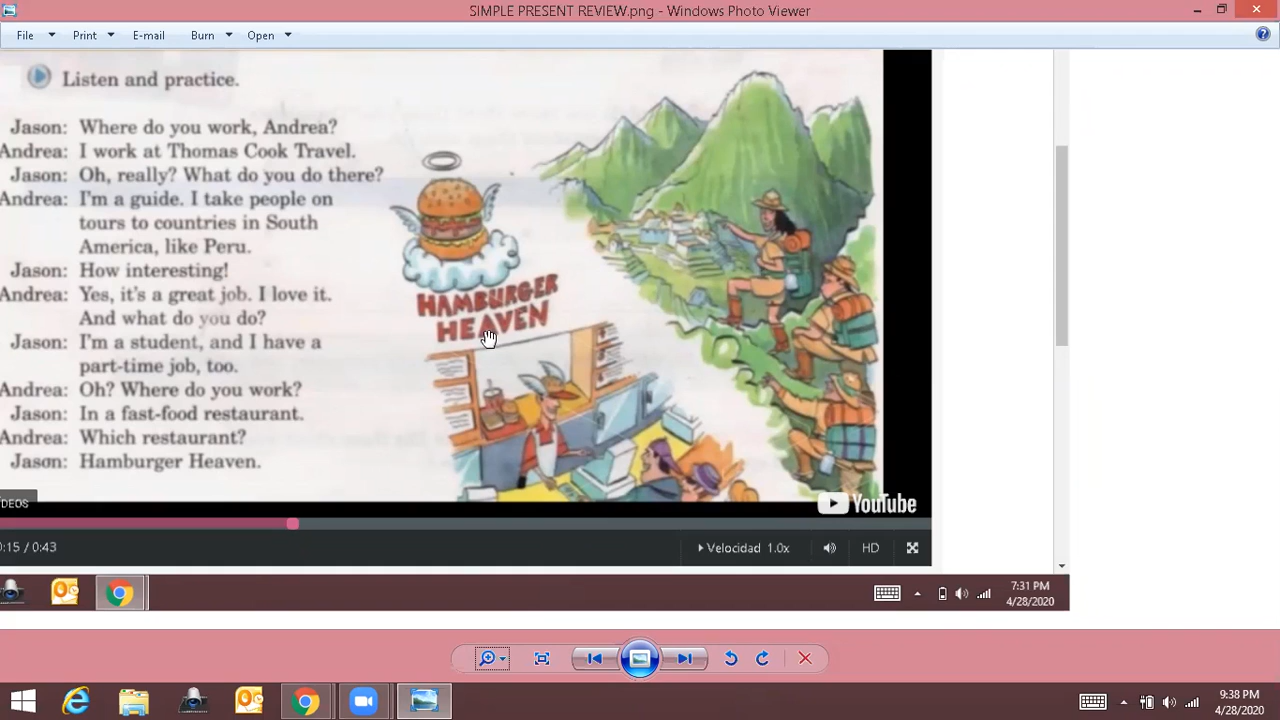 SIMPLE PRESENT REVIEW.png - Windows Photo Viewer
File Print E-mail Burn Open
Listen and practice.
Jason: Where do you work, Andrea?
Andrea: I work at Thomas Cook Travel.
Jason: Oh, really? What do you do there?
Andrea: I'm a guide. I take people on
tours to countries in South
America, like Peru.
Jason: How interesting!
Andrea: Yes, it's a great job. I love it.
And what do you do?
Jason: I'm a student, and I have a
part-time job, too.
Andrea: Oh? Where do you work?
Jason: In a fast-food restaurant.
Andrea: Which restaurant?
Jason: Hamburger Heaven.
HAMBURGER
HEAVEN
DEOS
YouTube
0:15 / 0:43
Velocidad 1.0x
HD
7:31 PM
4/28/2020
9:38 PM
4/28/2020